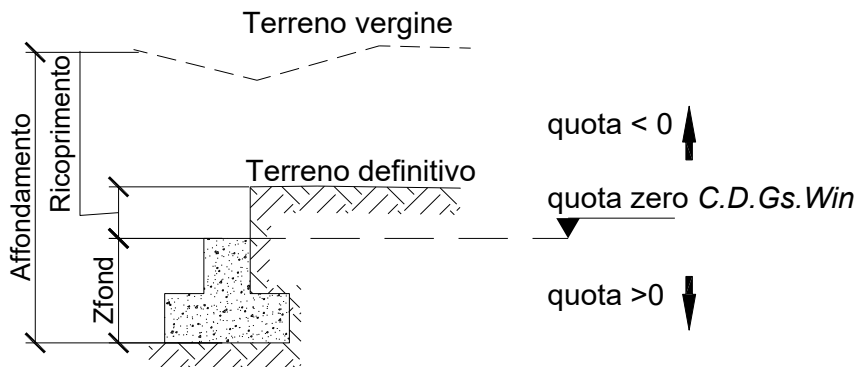 Terreno vergine
Affondamento
Ricoprimento
quota < 0
Terreno definitivo
quota zero C.D.Gs.Win
Zfond
quota >0